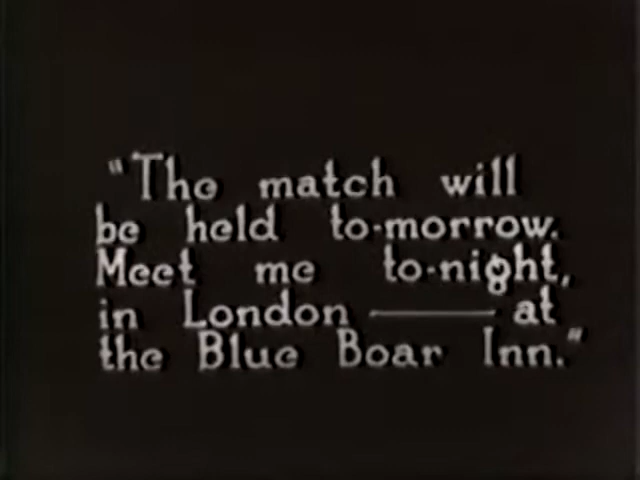 "The match will
be held to-morrow.
Meet me to-night,
in London —— at
the Blue Boar Inn."